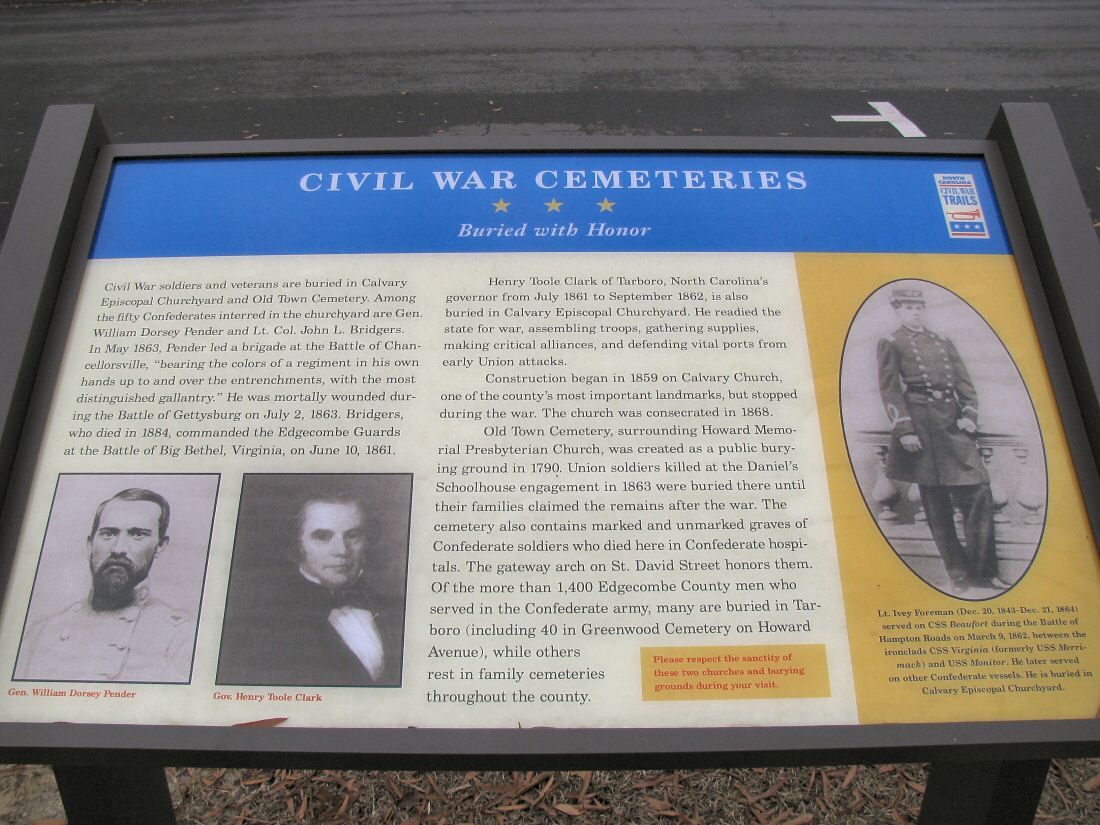 CIVIL WAR CEMETERIES
Buried with Honor
NORTH
CAROLINA
CIVIL WAR
TRAILS
Civil War soldiers and veterans are buried in Calvary
Episcopal Churchyard and Old Town Cemetery. Among
the fifty Confederates interred in the churchyard are Gen.
William Dorsey Pender and Lt. Col. John L. Bridgers.
In May 1863, Pender led a brigade at the Battle of Chan-
cellorsville, “bearing the colors of a regiment in his own
hands up to and over the entrenchments, with the most
distinguished gallantry.” He was mortally wounded dur-
ing the Battle of Gettysburg on July 2, 1863. Bridgers,
who died in 1884, commanded the Edgecombe Guards
at the Battle of Big Bethel, Virginia, on June 10, 1861.
Gen. William Dorsey Pender
Gov. Henry Toole Clark
Henry Toole Clark of Tarboro, North Carolina's
governor from July 1861 to September 1862, is also
buried in Calvary Episcopal Churchyard. He readied the
state for war, assembling troops, gathering supplies,
making critical alliances, and defending vital ports from
early Union attacks.
Construction began in 1859 on Calvary Church,
one of the county's most important landmarks, but stopped
during the war. The church was consecrated in 1868.
Old Town Cemetery, surrounding Howard Memo-
rial Presbyterian Church, was created as a public bury-
ing ground in 1790. Union soldiers killed at the Daniel's
Schoolhouse engagement in 1863 were buried there until
their families claimed the remains after the war. The
cemetery also contains marked and unmarked graves of
Confederate soldiers who died here in Confederate hospi-
tals. The gateway arch on St. David Street honors them.
Of the more than 1,400 Edgecombe County men who
served in the Confederate army, many are buried in Tar-
boro (including 40 in Greenwood Cemetery on Howard
Avenue), while others
rest in family cemeteries
throughout the county.
Please respect the sanctity of
these two churches and burying
grounds during your visit.
Lt. Ivey Foreman (Dec. 20, 1843–Dec. 21, 1864)
served on CSS Beaufort during the Battle of
Hampton Roads on March 9, 1862, between the
ironclads CSS Virginia (formerly USS Merri-
mack) and USS Monitor. He later served
on other Confederate vessels. He is buried in
Calvary Episcopal Churchyard.